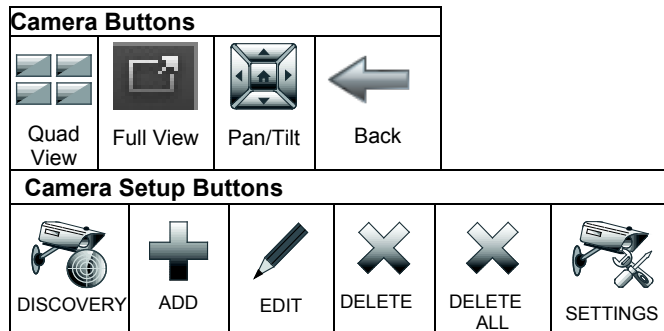 Camera Buttons
Quad
View
Full View
Pan/Tilt
Back
Camera Setup Buttons
DISCOVERY
ADD
EDIT
DELETE
DELETE
ALL
SETTINGS